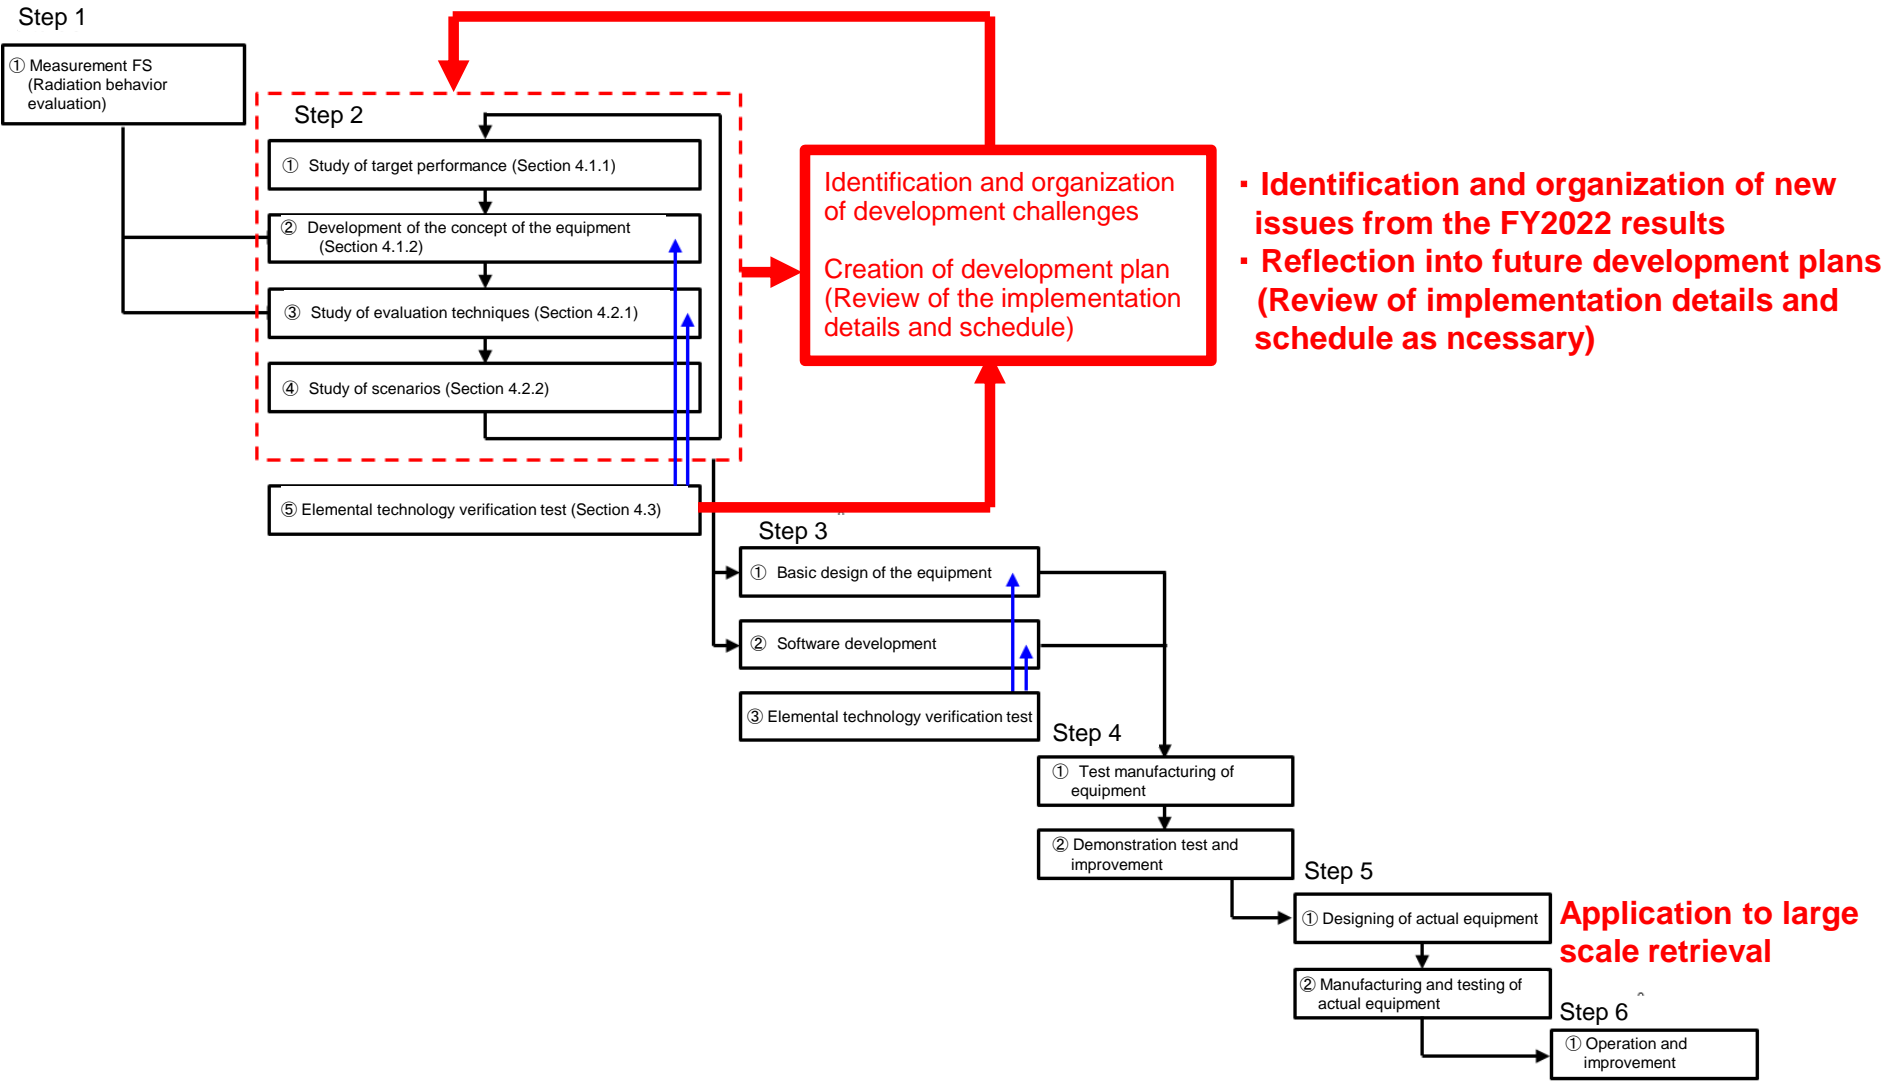 Step 1
① Measurement FS
(Radiation behavior
evaluation)
Step 2
① Study of target performance (Section 4.1.1)
② Development of the concept of the equipment
(Section 4.1.2)
③ Study of evaluation techniques (Section 4.2.1)
④ Study of scenarios (Section 4.2.2)
⑤ Elemental technology verification test (Section 4.3)
Identification and organization
of development challenges
Creation of development plan
(Review of the implementation
details and schedule)
・Identification and organization of new
issues from the FY2022 results
・Reflection into future development plans
(Review of implementation details and
schedule as ncessary)
Step 3
① Basic design of the equipment
② Software development
③ Elemental technology verification test
Step 4
① Test manufacturing of
equipment
② Demonstration test and
improvement
Step 5
① Designing of actual equipment
② Manufacturing and testing of
actual equipment
Application to large
scale retrieval
Step 6
① Operation and
improvement